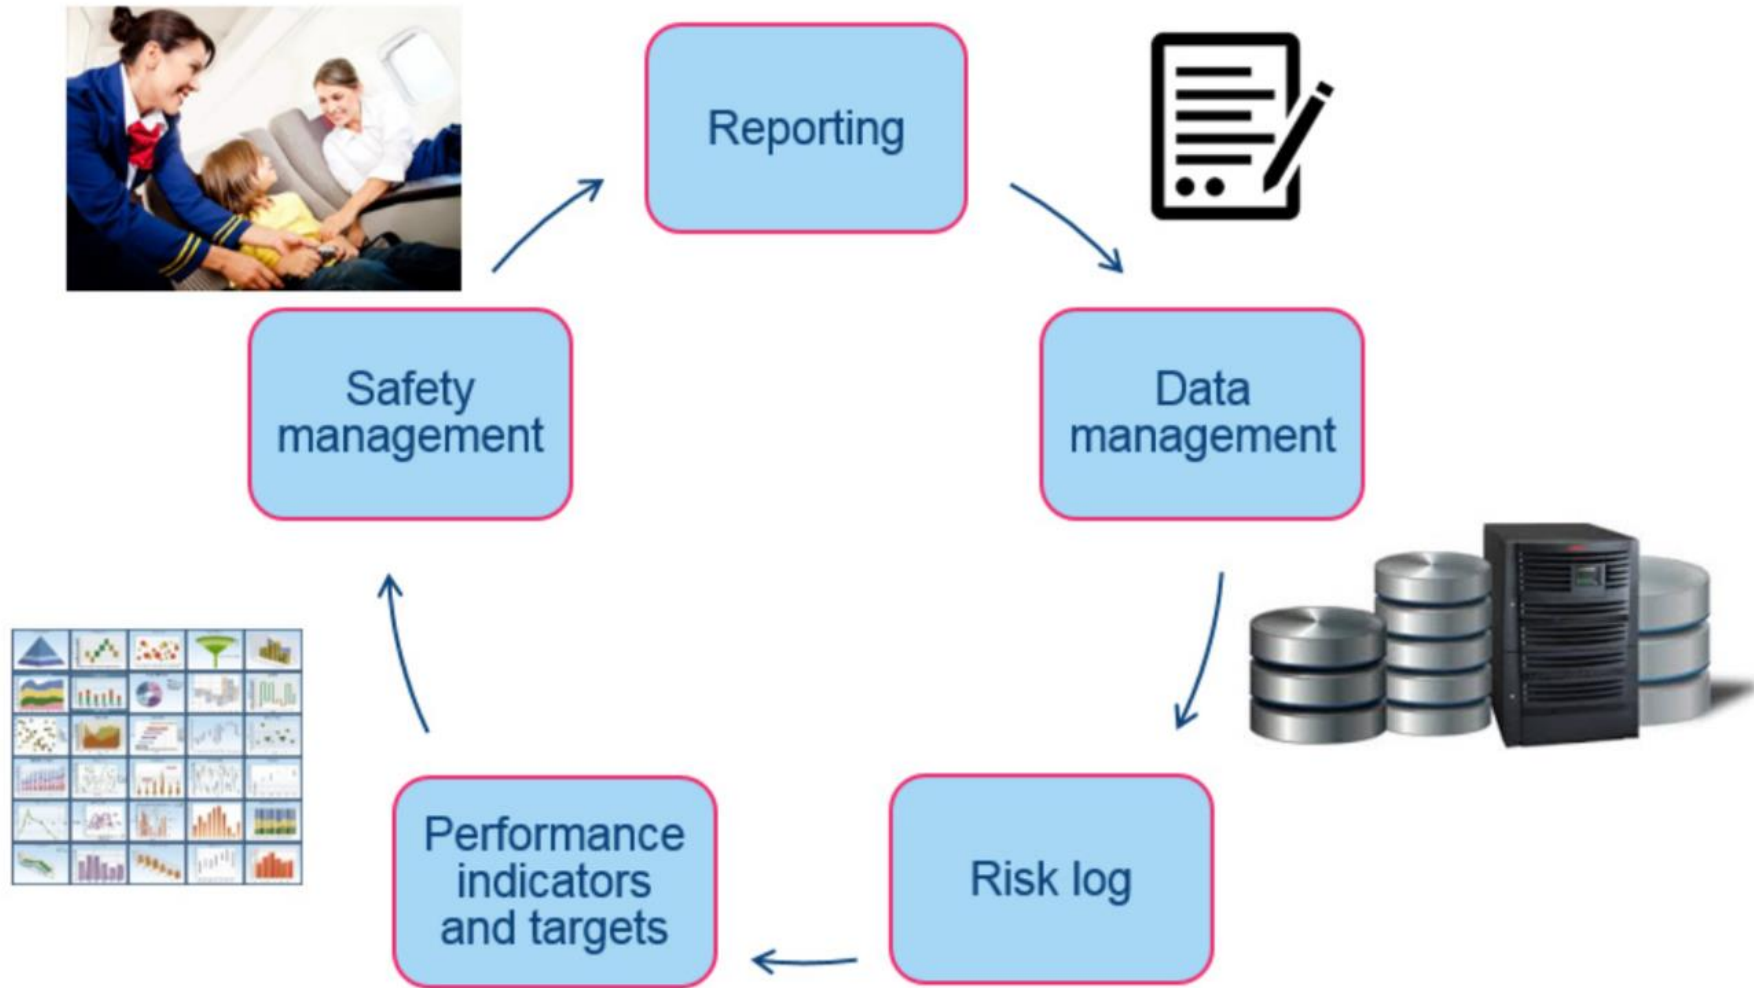 Reporting
Safety
management
Data
management
Performance
indicators
and targets
Risk log